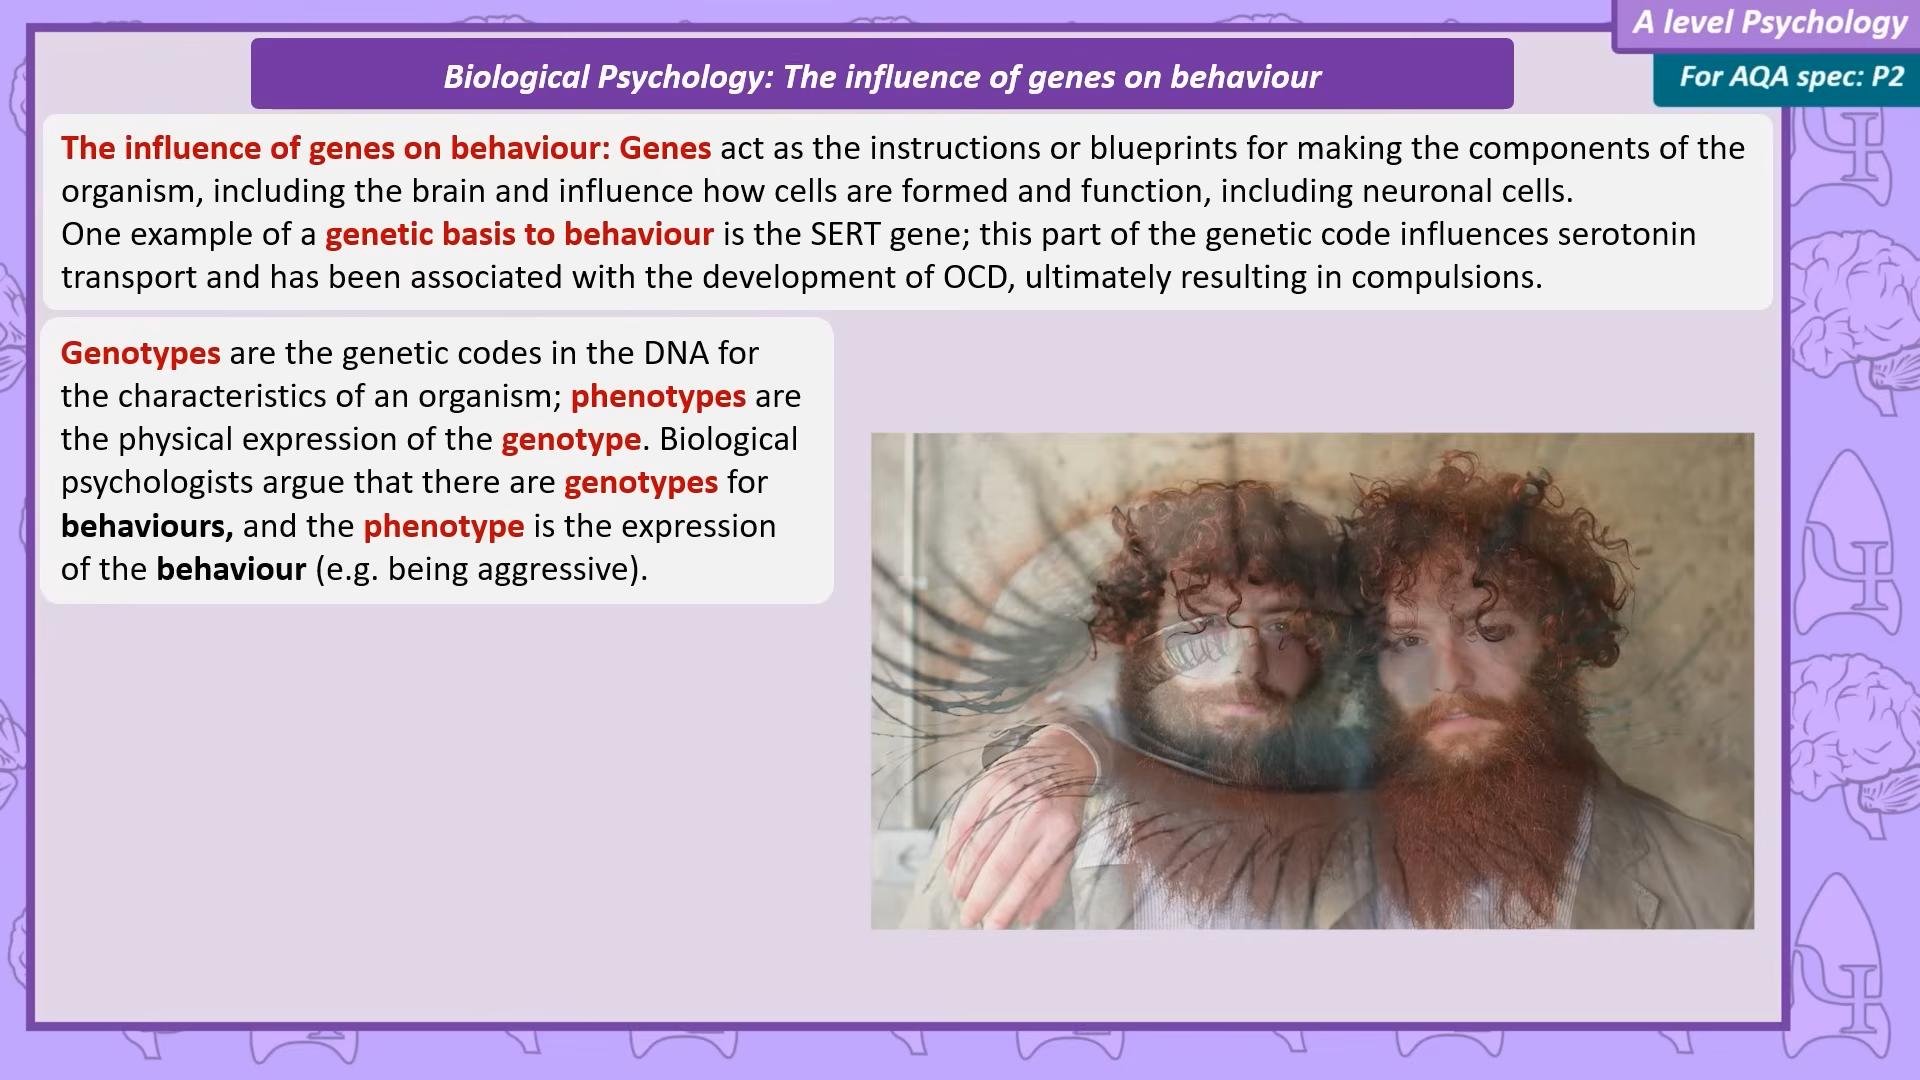 A level Psychology
For AQA spec: P2
Biological Psychology: The influence of genes on behaviour
The influence of genes on behaviour: Genes act as the instructions or blueprints for making the components of the
organism, including the brain and influence how cells are formed and function, including neuronal cells.
One example of a genetic basis to behaviour is the SERT gene; this part of the genetic code influences serotonin
transport and has been associated with the development of OCD, ultimately resulting in compulsions.
Genotypes are the genetic codes in the DNA for
the characteristics of an organism; phenotypes are
the physical expression of the genotype. Biological
psychologists argue that there are genotypes for
behaviours, and the phenotype is the expression
of the behaviour (e.g. being aggressive).